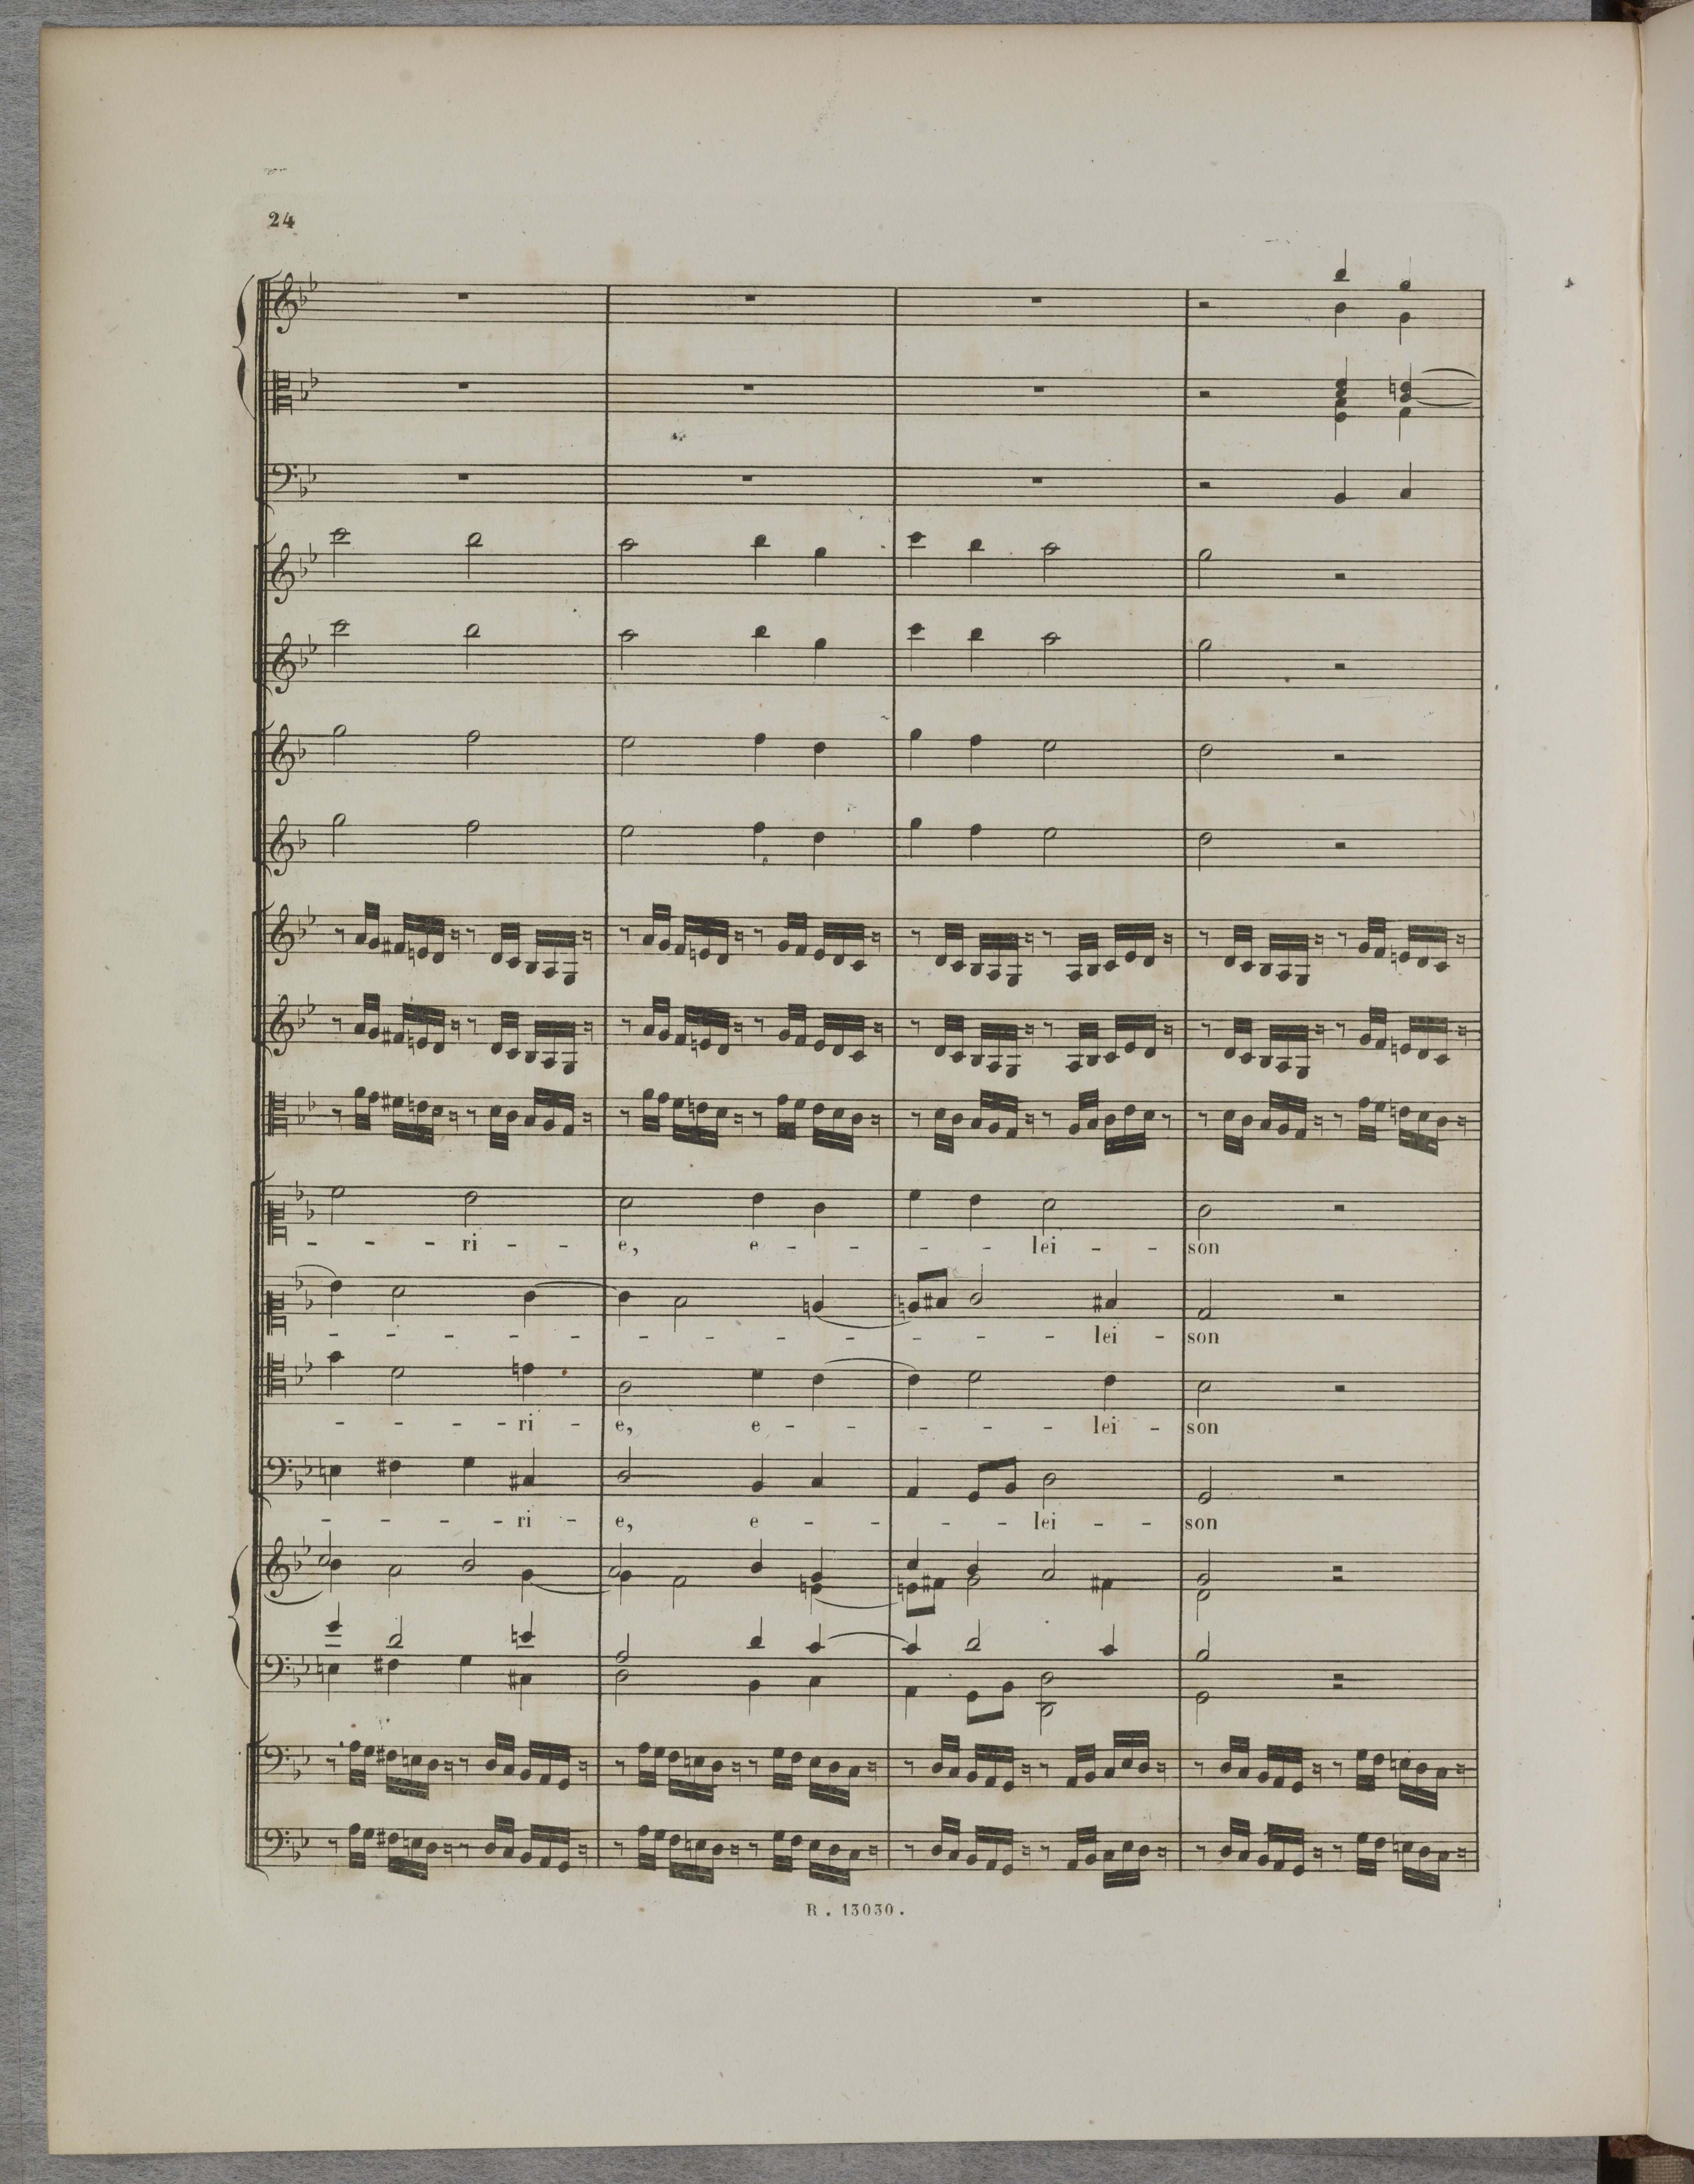 24
- - ri - - e, e - - - lei - - son
- - - - - - - - - - - - lei - son
- - - - ri - e, e - - - - lei - son
- - - - ri - e, e - - - lei - - son
R. 13030.